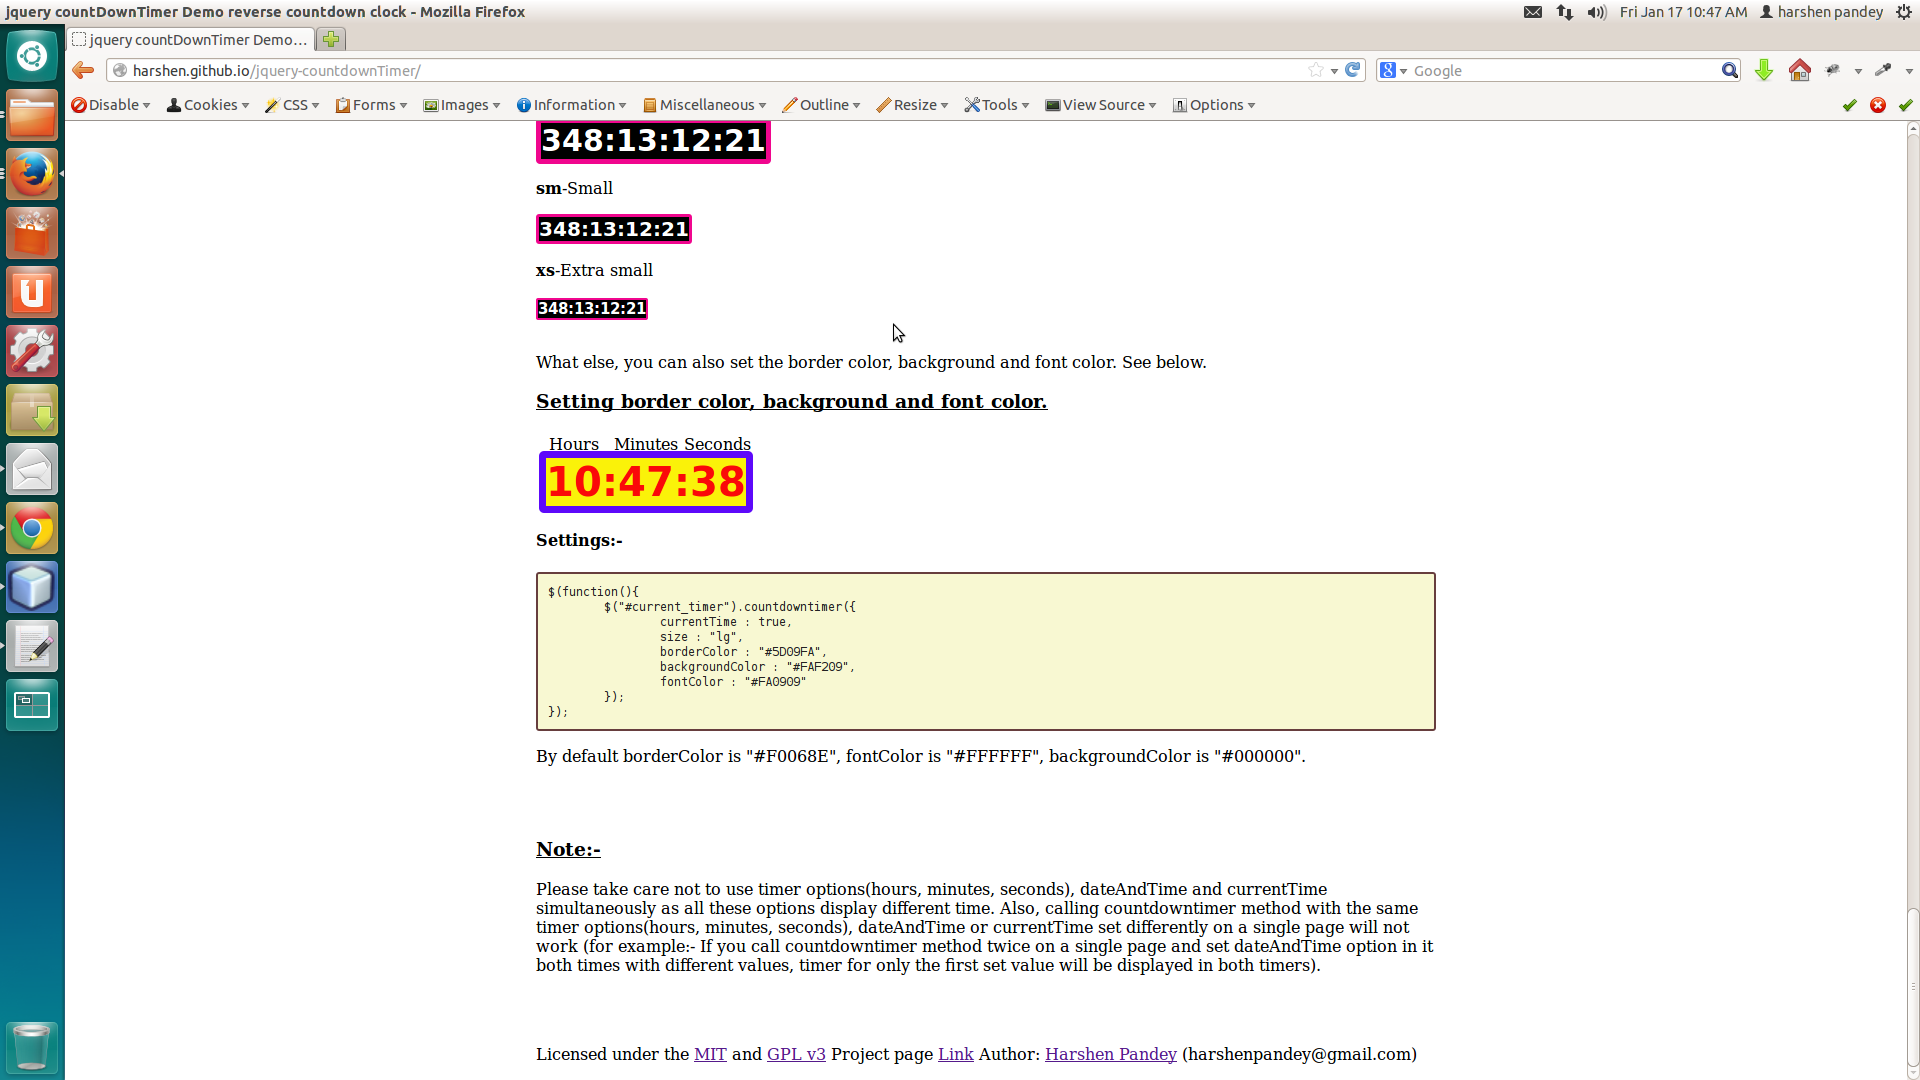 jquery countDownTimer Demo reverse countdown clock - Mozilla Firefox
Fri Jan 17 10:47 AM harshen pandey
jquery countDownTimer Demo...
harshen.github.io/jquery-countdownTimer/
Google
Disable Cookies CSS Forms Images Information Miscellaneous Outline Resize Tools View Source Options
348:13:12:21
sm-Small
348:13:12:21
xs-Extra small
348:13:12:21
What else, you can also set the border color, background and font color. See below.
Setting border color, background and font color.
Hours Minutes Seconds
10:47:38
Settings:-
$(function(){
$("#current_timer").countdowntimer({
currentTime : true,
size : "lg",
borderColor : "#5D09FA",
backgroundColor : "#FAF209",
fontColor : "#FA0909"
});
});
By default borderColor is "#F0068E", fontColor is "#FFFFFF", backgroundColor is "#000000".
Note:-
Please take care not to use timer options(hours, minutes, seconds), dateAndTime and currentTime
simultaneously as all these options display different time. Also, calling countdowntimer method with the same
timer options(hours, minutes, seconds), dateAndTime or currentTime set differently on a single page will not
work (for example:- If you call countdowntimer method twice on a single page and set dateAndTime option in it
both times with different values, timer for only the first set value will be displayed in both timers).
Licensed under the MIT and GPL v3 Project page Link Author: Harshen Pandey (harshenpandey@gmail.com)